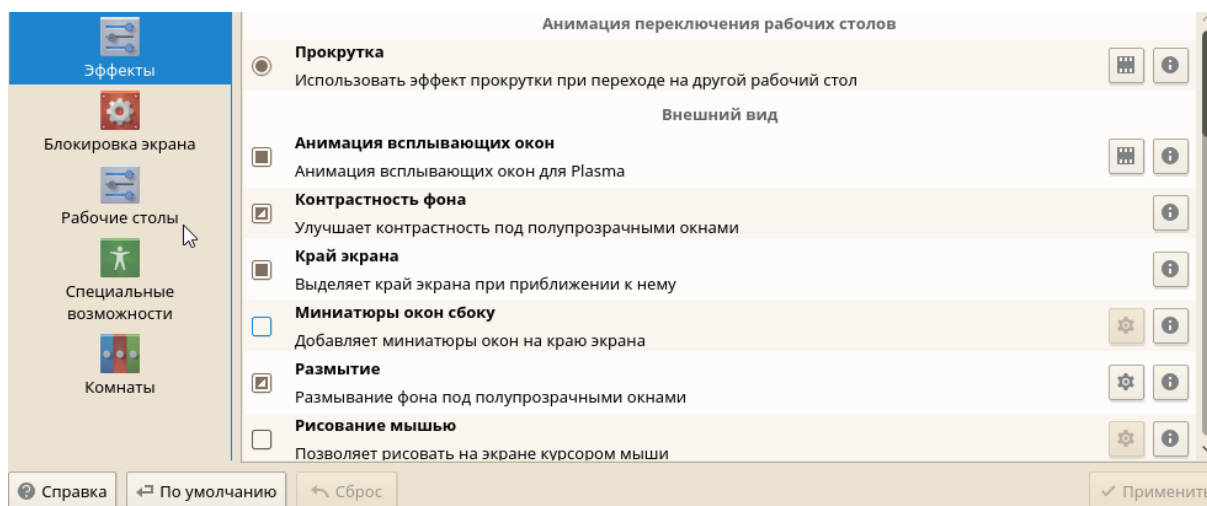 Эффекты
Блокировка экрана
Рабочие столы
Специальные
возможности
Комнаты
Анимация переключения рабочих столов
Прокрутка
Использовать эффект прокрутки при переходе на другой рабочий стол
Внешний вид
Анимация всплывающих окон
Анимация всплывающих окон для Plasma
Контрастность фона
Улучшает контрастность под полупрозрачными окнами
Край экрана
Выделяет край экрана при приближении к нему
Миниатюры окон сбоку
Добавляет миниатюры окон на краю экрана
Размытие
Размывание фона под полупрозрачными окнами
Рисование мышью
Позволяет рисовать на экране курсором мыши
Справка
По умолчанию
Сброс
Применить